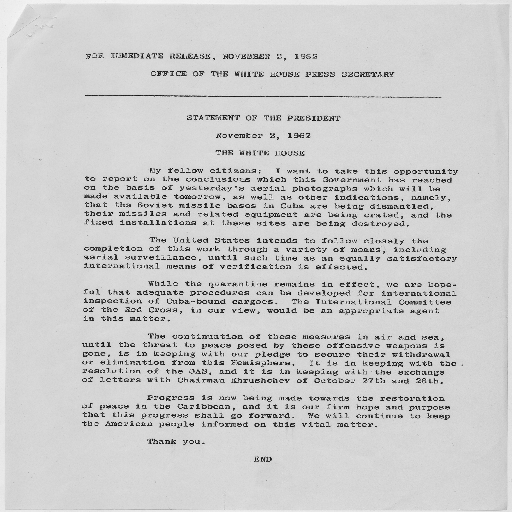 FOR IMMEDIATE RELEASE, NOVEMBER 2, 1962
OFFICE OF THE WHITE HOUSE PRESS SECRETARY
STATEMENT OF THE PRESIDENT
November 2, 1962
THE WHITE HOUSE
My fellow citizens: I want to take this opportunity
to report on the conclusions which this Government has reached
on the basis of yesterday's aerial photographs which will be
made available tomorrow, as well as other indications, namely,
that the Soviet missile bases in Cuba are being dismantled,
their missiles and related equipment are being crated, and the
fixed installations at these sites are being destroyed.
The United States intends to follow closely the
completion of this work through a variety of means, including
aerial surveillance, until such time as an equally satisfactory
international means of verification is effected.
While the quarantine remains in effect, we are hope-
ful that adequate procedures can be developed for international
inspection of Cuba-bound cargoes. The International Committee
of the Red Cross, in our view, would be an appropriate agent
in this matter.
The continuation of these measures in air and sea,
until the threat to peace posed by these offensive weapons is
gone, is in keeping with our pledge to secure their withdrawal
or elimination from this Hemisphere. It is in keeping with the
resolution of the OAS, and it is in keeping with the exchange
of letters with Chairman Khrushchev of October 27th and 28th.
Progress is now being made towards the restoration
of peace in the Caribbean, and it is our firm hope and purpose
that this progress shall go forward. We will continue to keep
the American people informed on this vital matter.
Thank you.
END